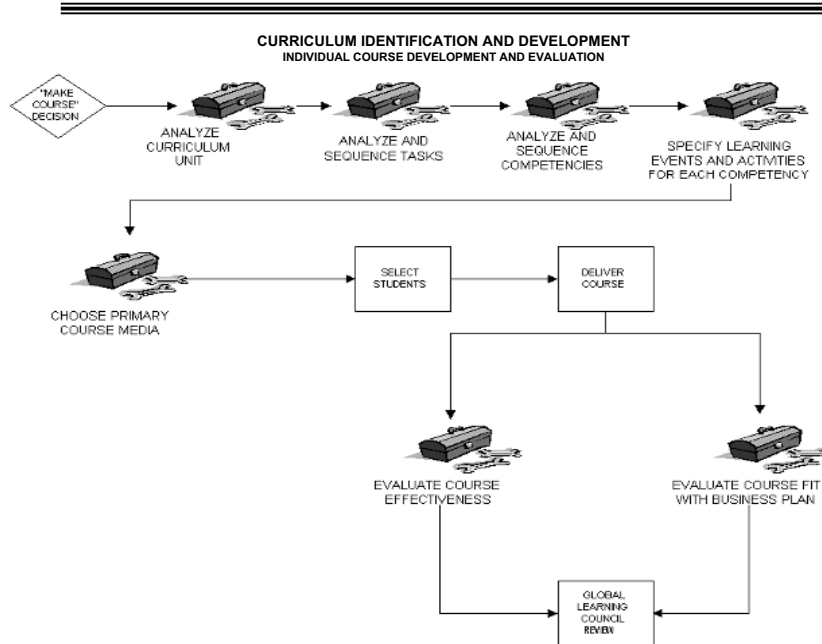 CURRICULUM IDENTIFICATION AND DEVELOPMENT
INDIVIDUAL COURSE DEVELOPMENT AND EVALUATION
"MAKE
COURSE"
DECISION
ANALYZE
CURRICULUM
UNIT
ANALYZE AND
SEQUENCE TASKS
ANALYZE AND
SEQUENCE
COMPETENCIES
SPECIFY LEARNING
EVENTS AND ACTIVITIES
FOR EACH COMPETENCY
CHOOSE PRIMARY
COURSE MEDIA
SELECT
STUDENTS
DELIVER
COURSE
EVALUATE COURSE
EFFECTIVENESS
EVALUATE COURSE FIT
WITH BUSINESS PLAN
GLOBAL
LEARNING
COUNCIL
REVIEW